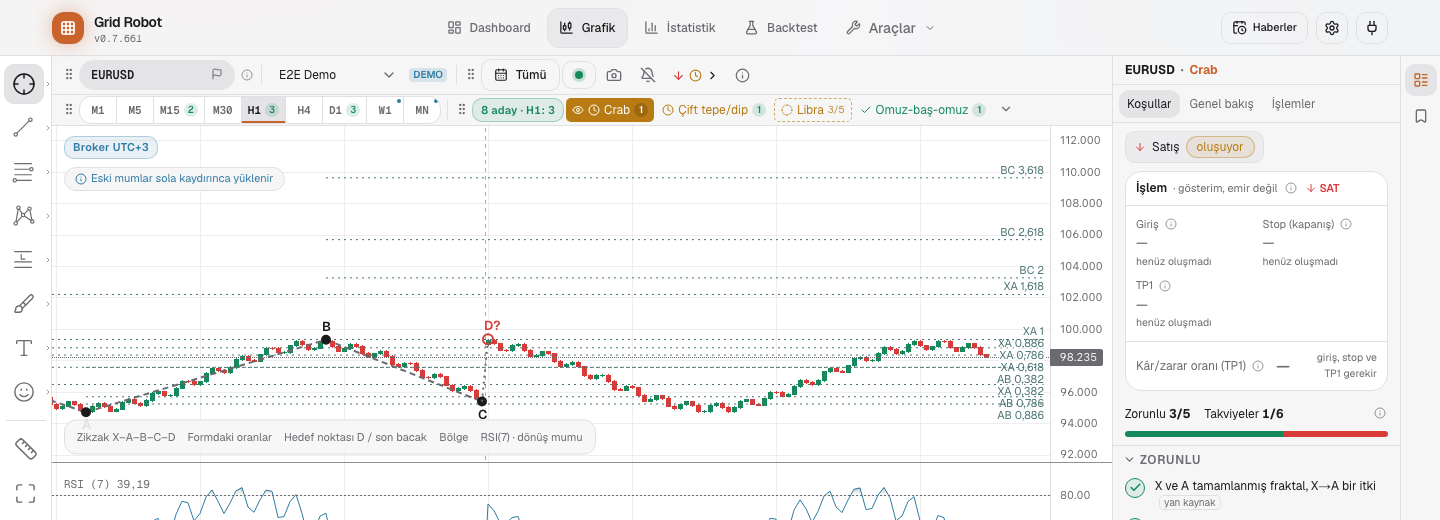 Grid Robot
v0.7.661
Dashboard
Grafik
İstatistik
Backtest
Araçlar
Haberler
EURUSD
E2E Demo
DEMO
Tümü
M1
M5
M15 2
M30
H1 3
H4
D1 3
W1
MN
8 aday · H1: 3
Crab 1
Çift tepe/dip 1
Libra 3/5
Omuz-baş-omuz 1
Broker UTC+3
Eski mumlar sola kaydırınca yüklenir
BC 3,618
BC 2,618
BC 2
XA 1,618
XA 1
XA 0,886
XA 0,786
XA 0,618
AB 0,382
XA 0,382
AB 0,786
AB 0,886
112.000
110.000
108.000
106.000
104.000
102.000
100.000
98.235
96.000
94.000
92.000
B
D?
C
A
Zikzak X–A–B–C–D
Formdaki oranlar
Hedef noktası D / son bacak
Bölge
RSI(7) · dönüş mumu
RSI (7) 39,19
80.00
EURUSD · Crab
Koşullar
Genel bakış
İşlemler
Satış
oluşuyor
İşlem · gösterim, emir değil
SAT
Giriş
—
henüz oluşmadı
Stop (kapanış)
—
henüz oluşmadı
TP1
—
henüz oluşmadı
Kâr/zarar oranı (TP1)
—
giriş, stop ve
TP1 gerekir
Zorunlu 3/5
Takviyeler 1/6
ZORUNLU
X ve A tamamlanmış fraktal, X→A bir itki
yan kaynak